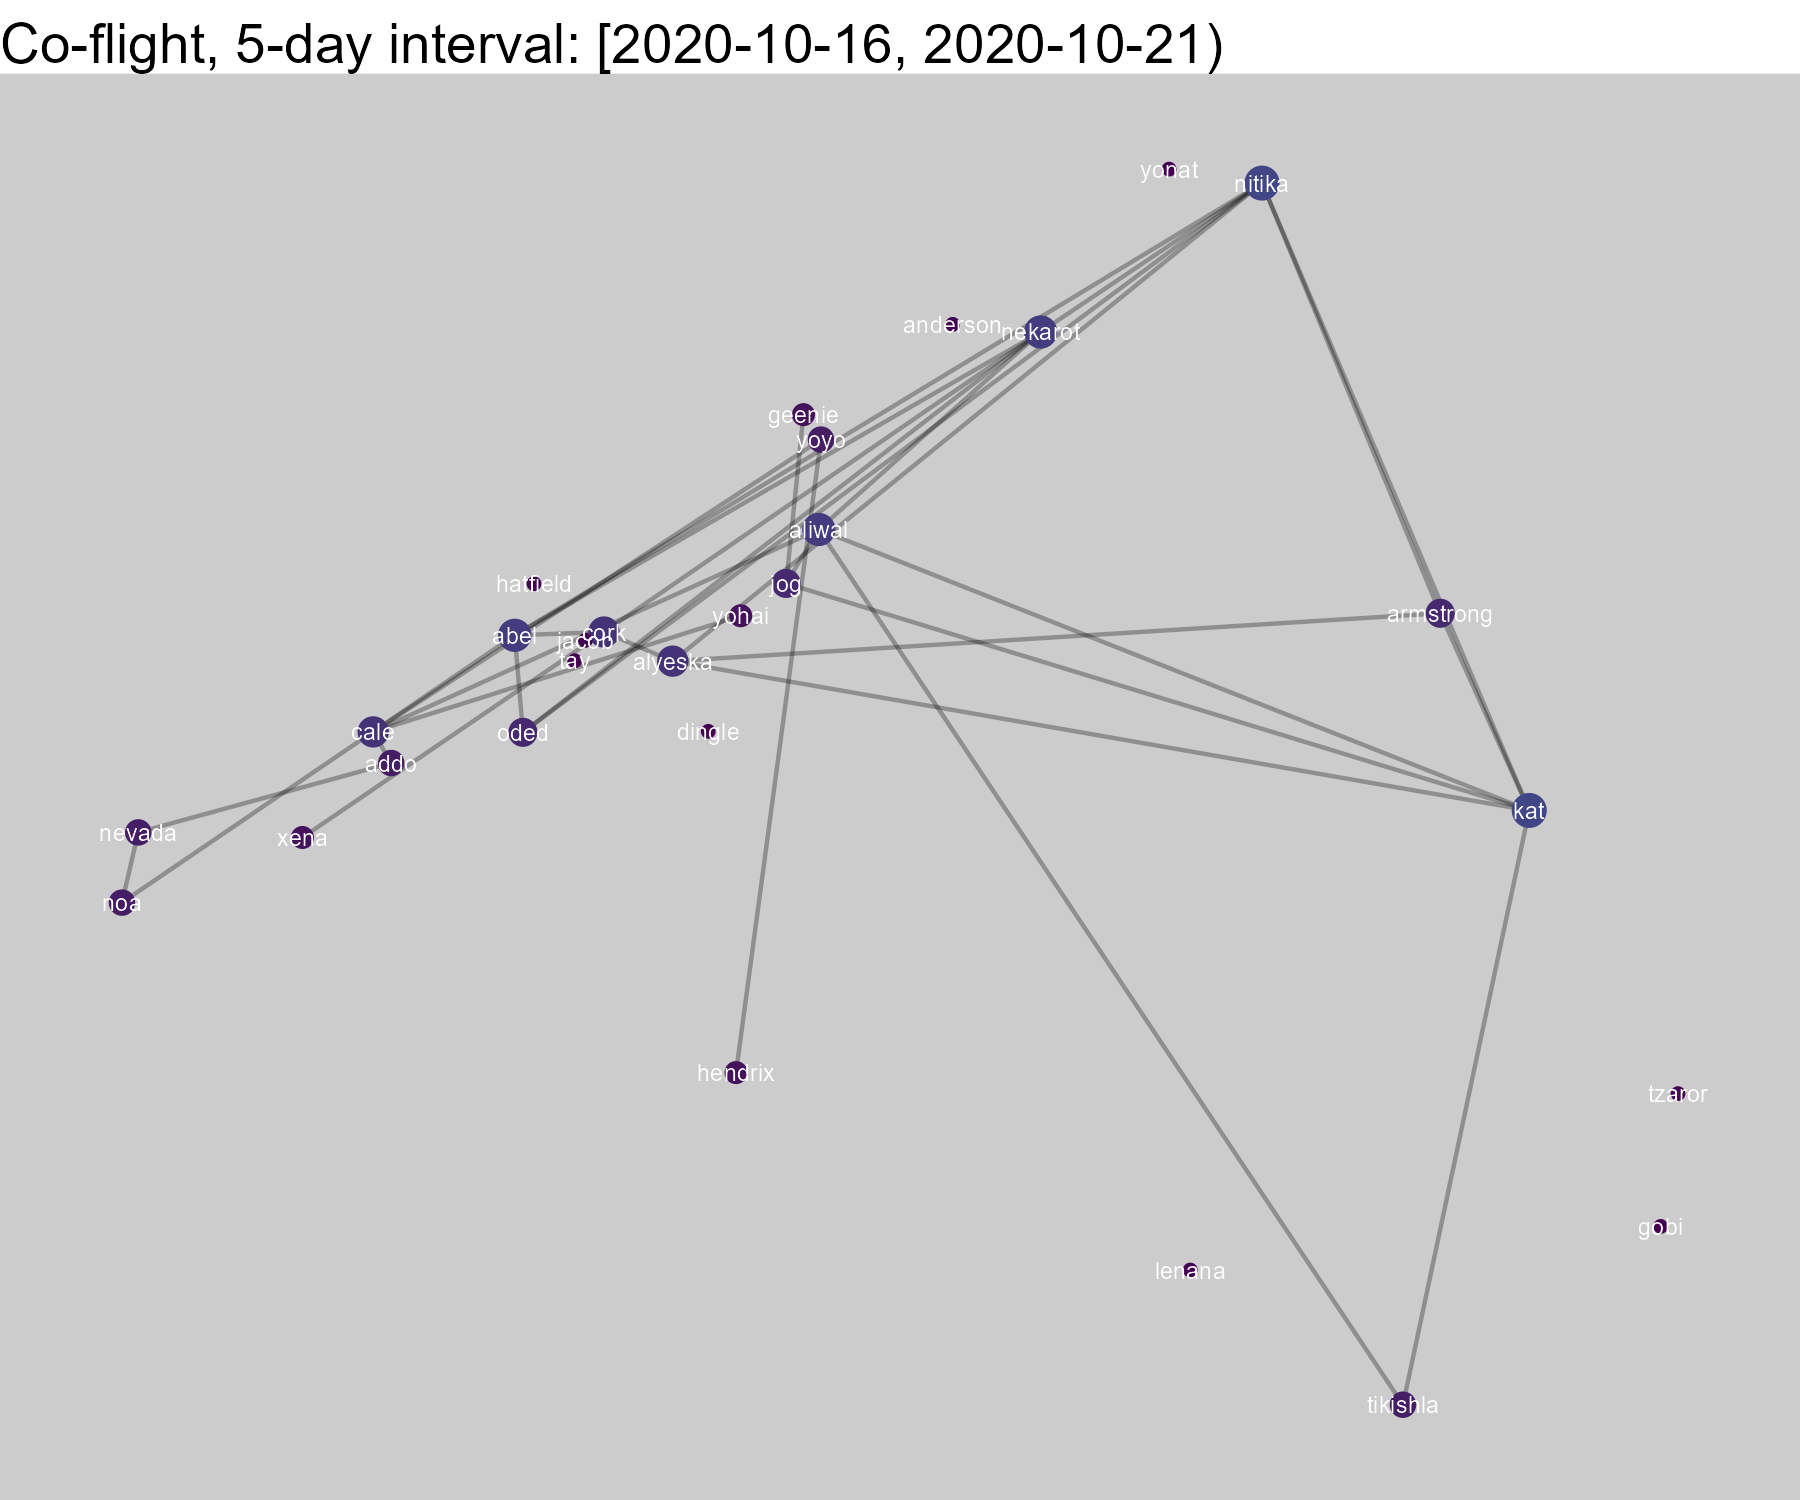 Co-flight, 5-day interval: [2020-10-16, 2020-10-21)
yonat
nitika
anderson
nekarot
geenie
yoyo
aliwal
hatfield
jog
yohai
armstrong
abel
cork
jacob
tay
alyeska
cale
oded
dingle
addo
kat
nevada
xena
noa
hendrix
tzaror
gobi
lenana
tikishla